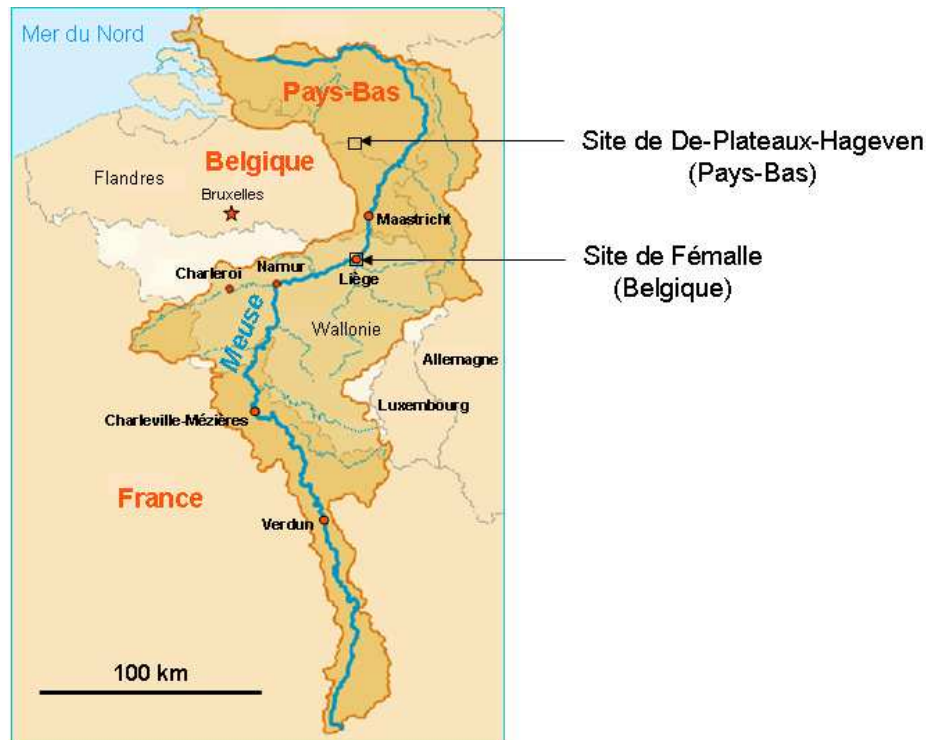 Mer du Nord
Pays-Bas
Site de De-Plateaux-Hageven
(Pays-Bas)
Belgique
Flandres
Bruxelles
Maastricht
Site de Fémalle
(Belgique)
Charleroi
Namur
Liège
Meuse
Wallonie
Allemagne
Luxembourg
Charleville-Mézières
France
Verdun
100 km